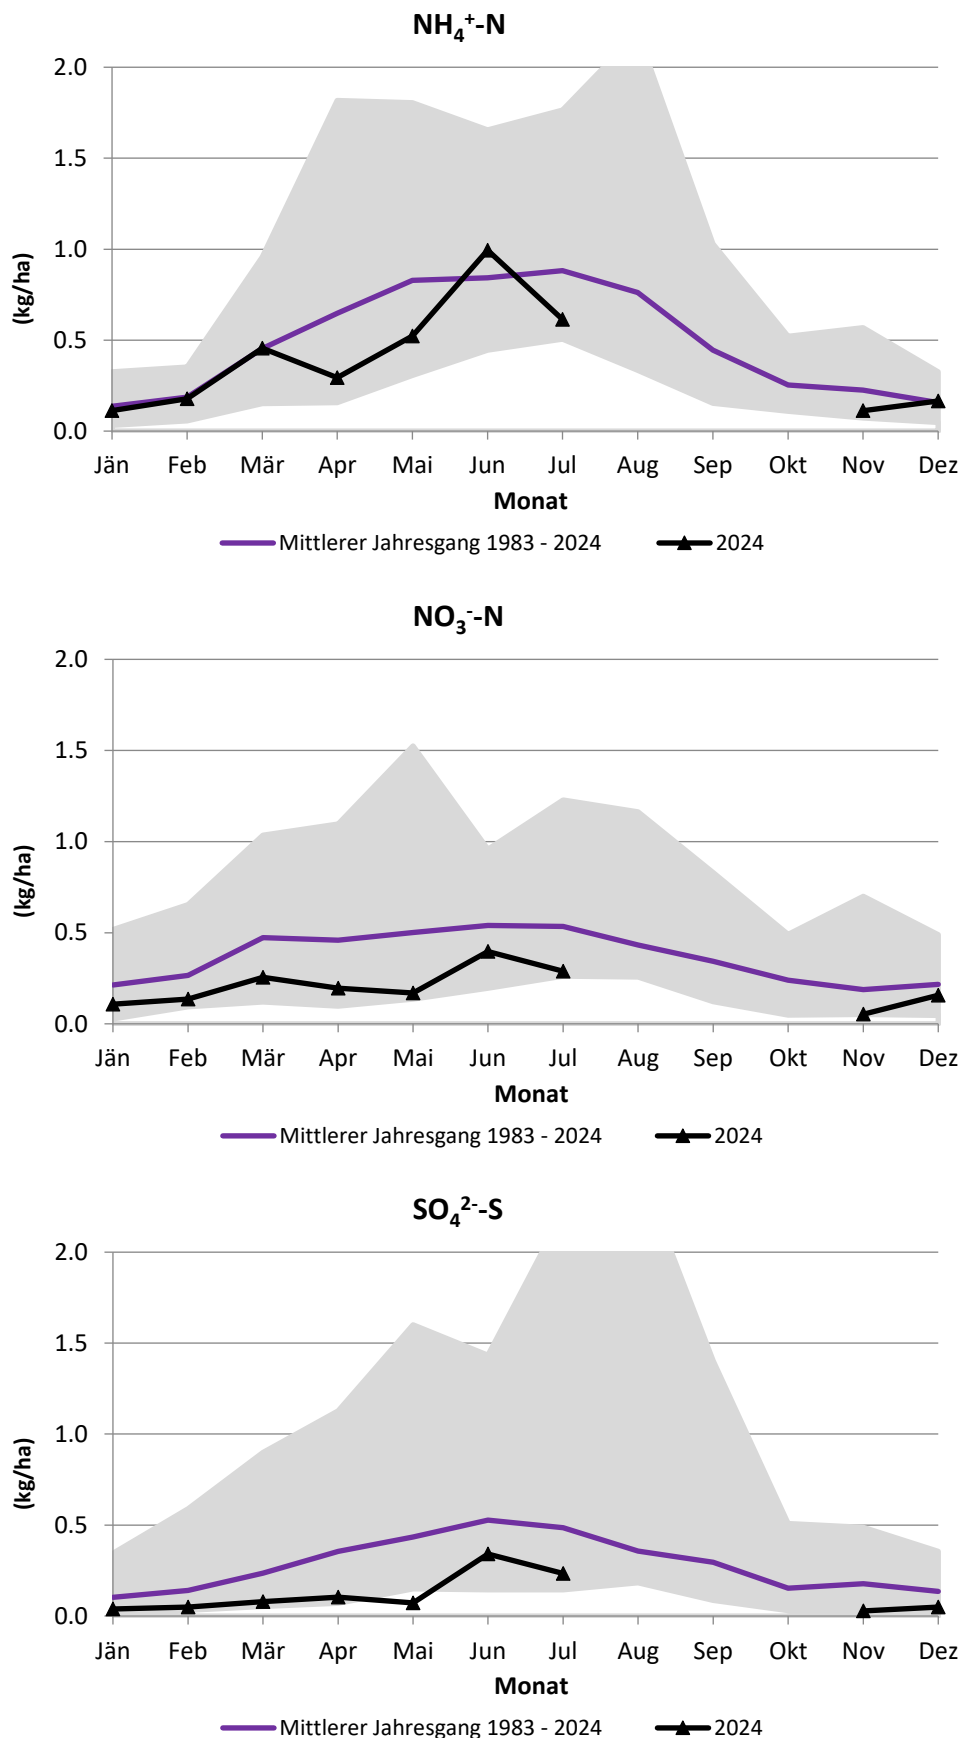 NH₄⁺-N
2.0
1.5
1.0
0.5
0.0
(kg/ha)
Jän Feb Mär Apr Mai Jun Jul Aug Sep Okt Nov Dez
Monat
Mittlerer Jahresgang 1983 - 2024 2024
NO₃⁻-N
2.0
1.5
1.0
0.5
0.0
(kg/ha)
Jän Feb Mär Apr Mai Jun Jul Aug Sep Okt Nov Dez
Monat
Mittlerer Jahresgang 1983 - 2024 2024
SO₄²⁻-S
2.0
1.5
1.0
0.5
0.0
(kg/ha)
Jän Feb Mär Apr Mai Jun Jul Aug Sep Okt Nov Dez
Monat
Mittlerer Jahresgang 1983 - 2024 2024